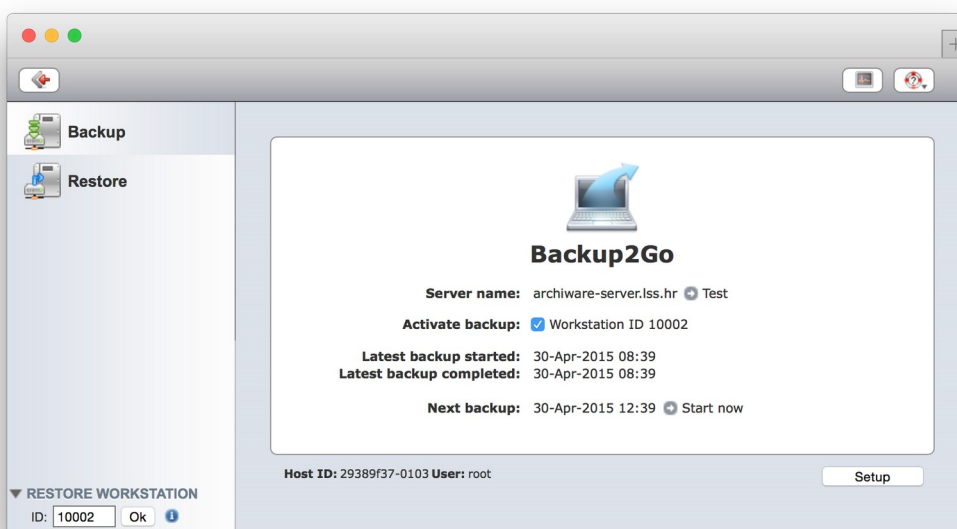 Backup
Restore
Backup2Go
Server name: archiware-server.lss.hr Test
Activate backup: Workstation ID 10002
Latest backup started: 30-Apr-2015 08:39
Latest backup completed: 30-Apr-2015 08:39
Next backup: 30-Apr-2015 12:39 Start now
Host ID: 29389f37-0103 User: root
Setup
RESTORE WORKSTATION
ID: 10002 Ok